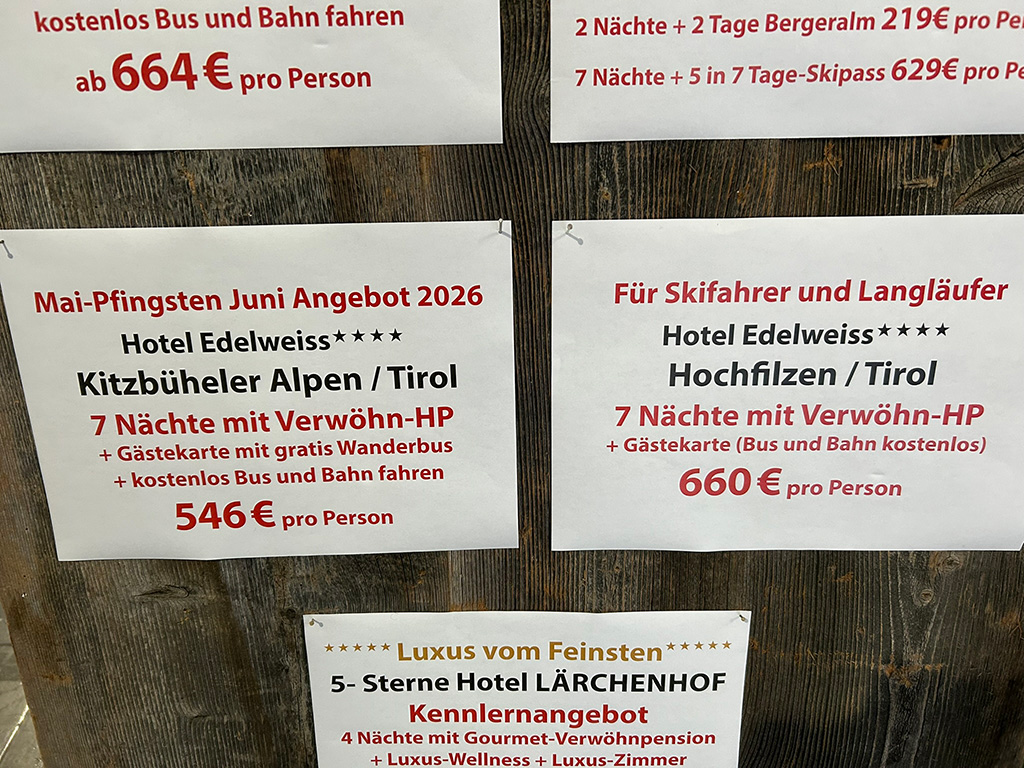 kostenlos Bus und Bahn fahren
ab 664 € pro Person
2 Nächte + 2 Tage Bergeralm 219€ pro
7 Nächte + 5 in 7 Tage-Skipass 629€ pro
Mai-Pfingsten Juni Angebot 2026
Hotel Edelweiss★★★★
Kitzbüheler Alpen / Tirol
7 Nächte mit Verwöhn-HP
+ Gästekarte mit gratis Wanderbus
+ kostenlos Bus und Bahn fahren
546 € pro Person
Für Skifahrer und Langläufer
Hotel Edelweiss★★★★
Hochfilzen / Tirol
7 Nächte mit Verwöhn-HP
+ Gästekarte (Bus und Bahn kostenlos)
660 € pro Person
★★★★★ Luxus vom Feinsten ★★★★★
5- Sterne Hotel LÄRCHENHOF
Kennlernangebot
4 Nächte mit Gourmet-Verwöhnpension
+ Luxus-Wellness + Luxus-Zimmer